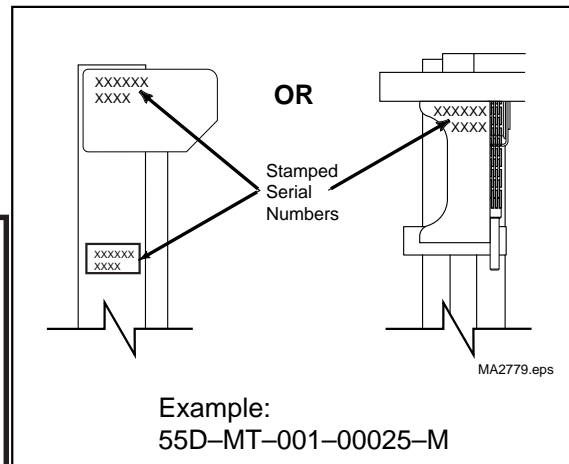 XXXXXX
XXXX
OR
XXXXXX
XXXX
Stamped
Serial
Numbers
XXXXXX
XXXX
MA2779.eps
Example:
55D–MT–001–00025–M